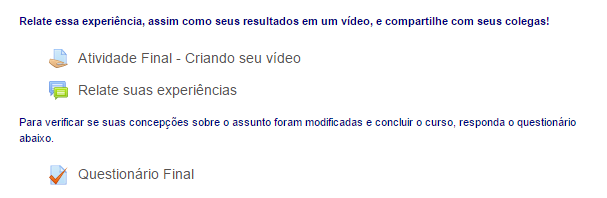 Relate essa experiência, assim como seus resultados em um vídeo, e compartilhe com seus colegas!
Atividade Final - Criando seu vídeo
Relate suas experiências
Para verificar se suas concepções sobre o assunto foram modificadas e concluir o curso, responda o questionário
abaixo.
Questionário Final